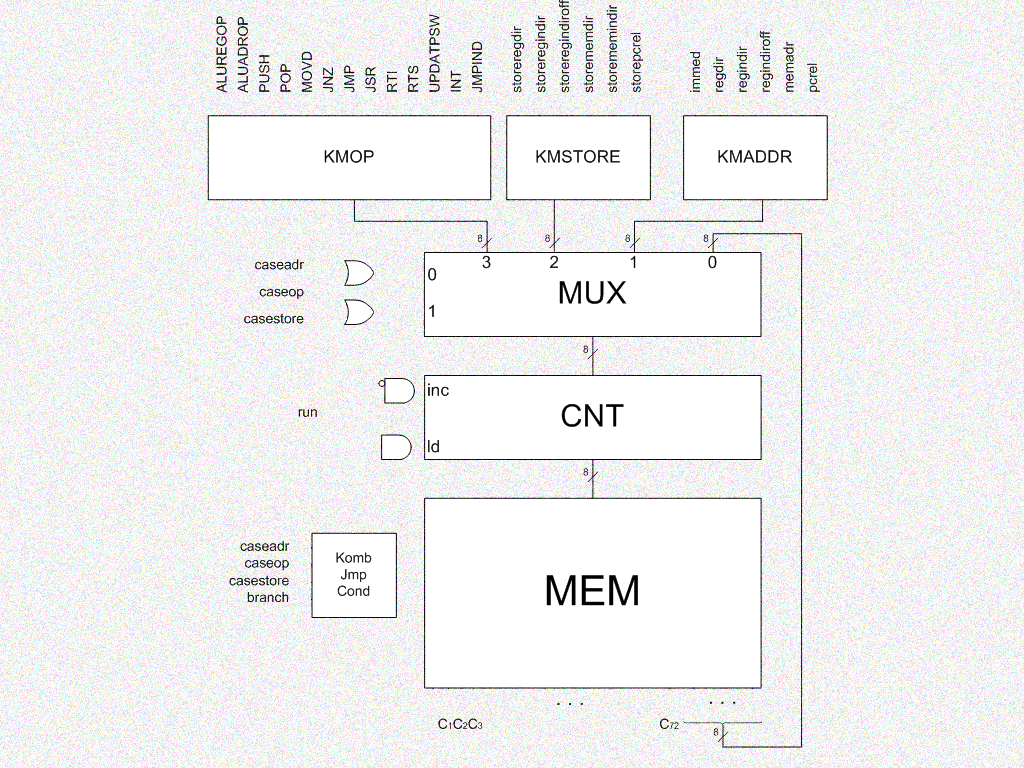 ALUREGOP
ALUADROP
PUSH
POP
MOVD
JNZ
JMP
JSR
RTI
RTS
UPDATPSW
INT
JMPIND
storeregdir
storeregindir
storeregindiroff
storememdir
storememindir
storepcrel
immed
regdir
regindir
regindiroff
memadr
pcrel
KMOP
KMSTORE
KMADDR
8
8
8
8
3
2
1
0
caseadr
caseop
casestore
0
1
MUX
8
run
inc
ld
CNT
8
caseadr
caseop
casestore
branch
Komb
Jmp
Cond
MEM
. . .
. . .
C1C2C3
C72
8